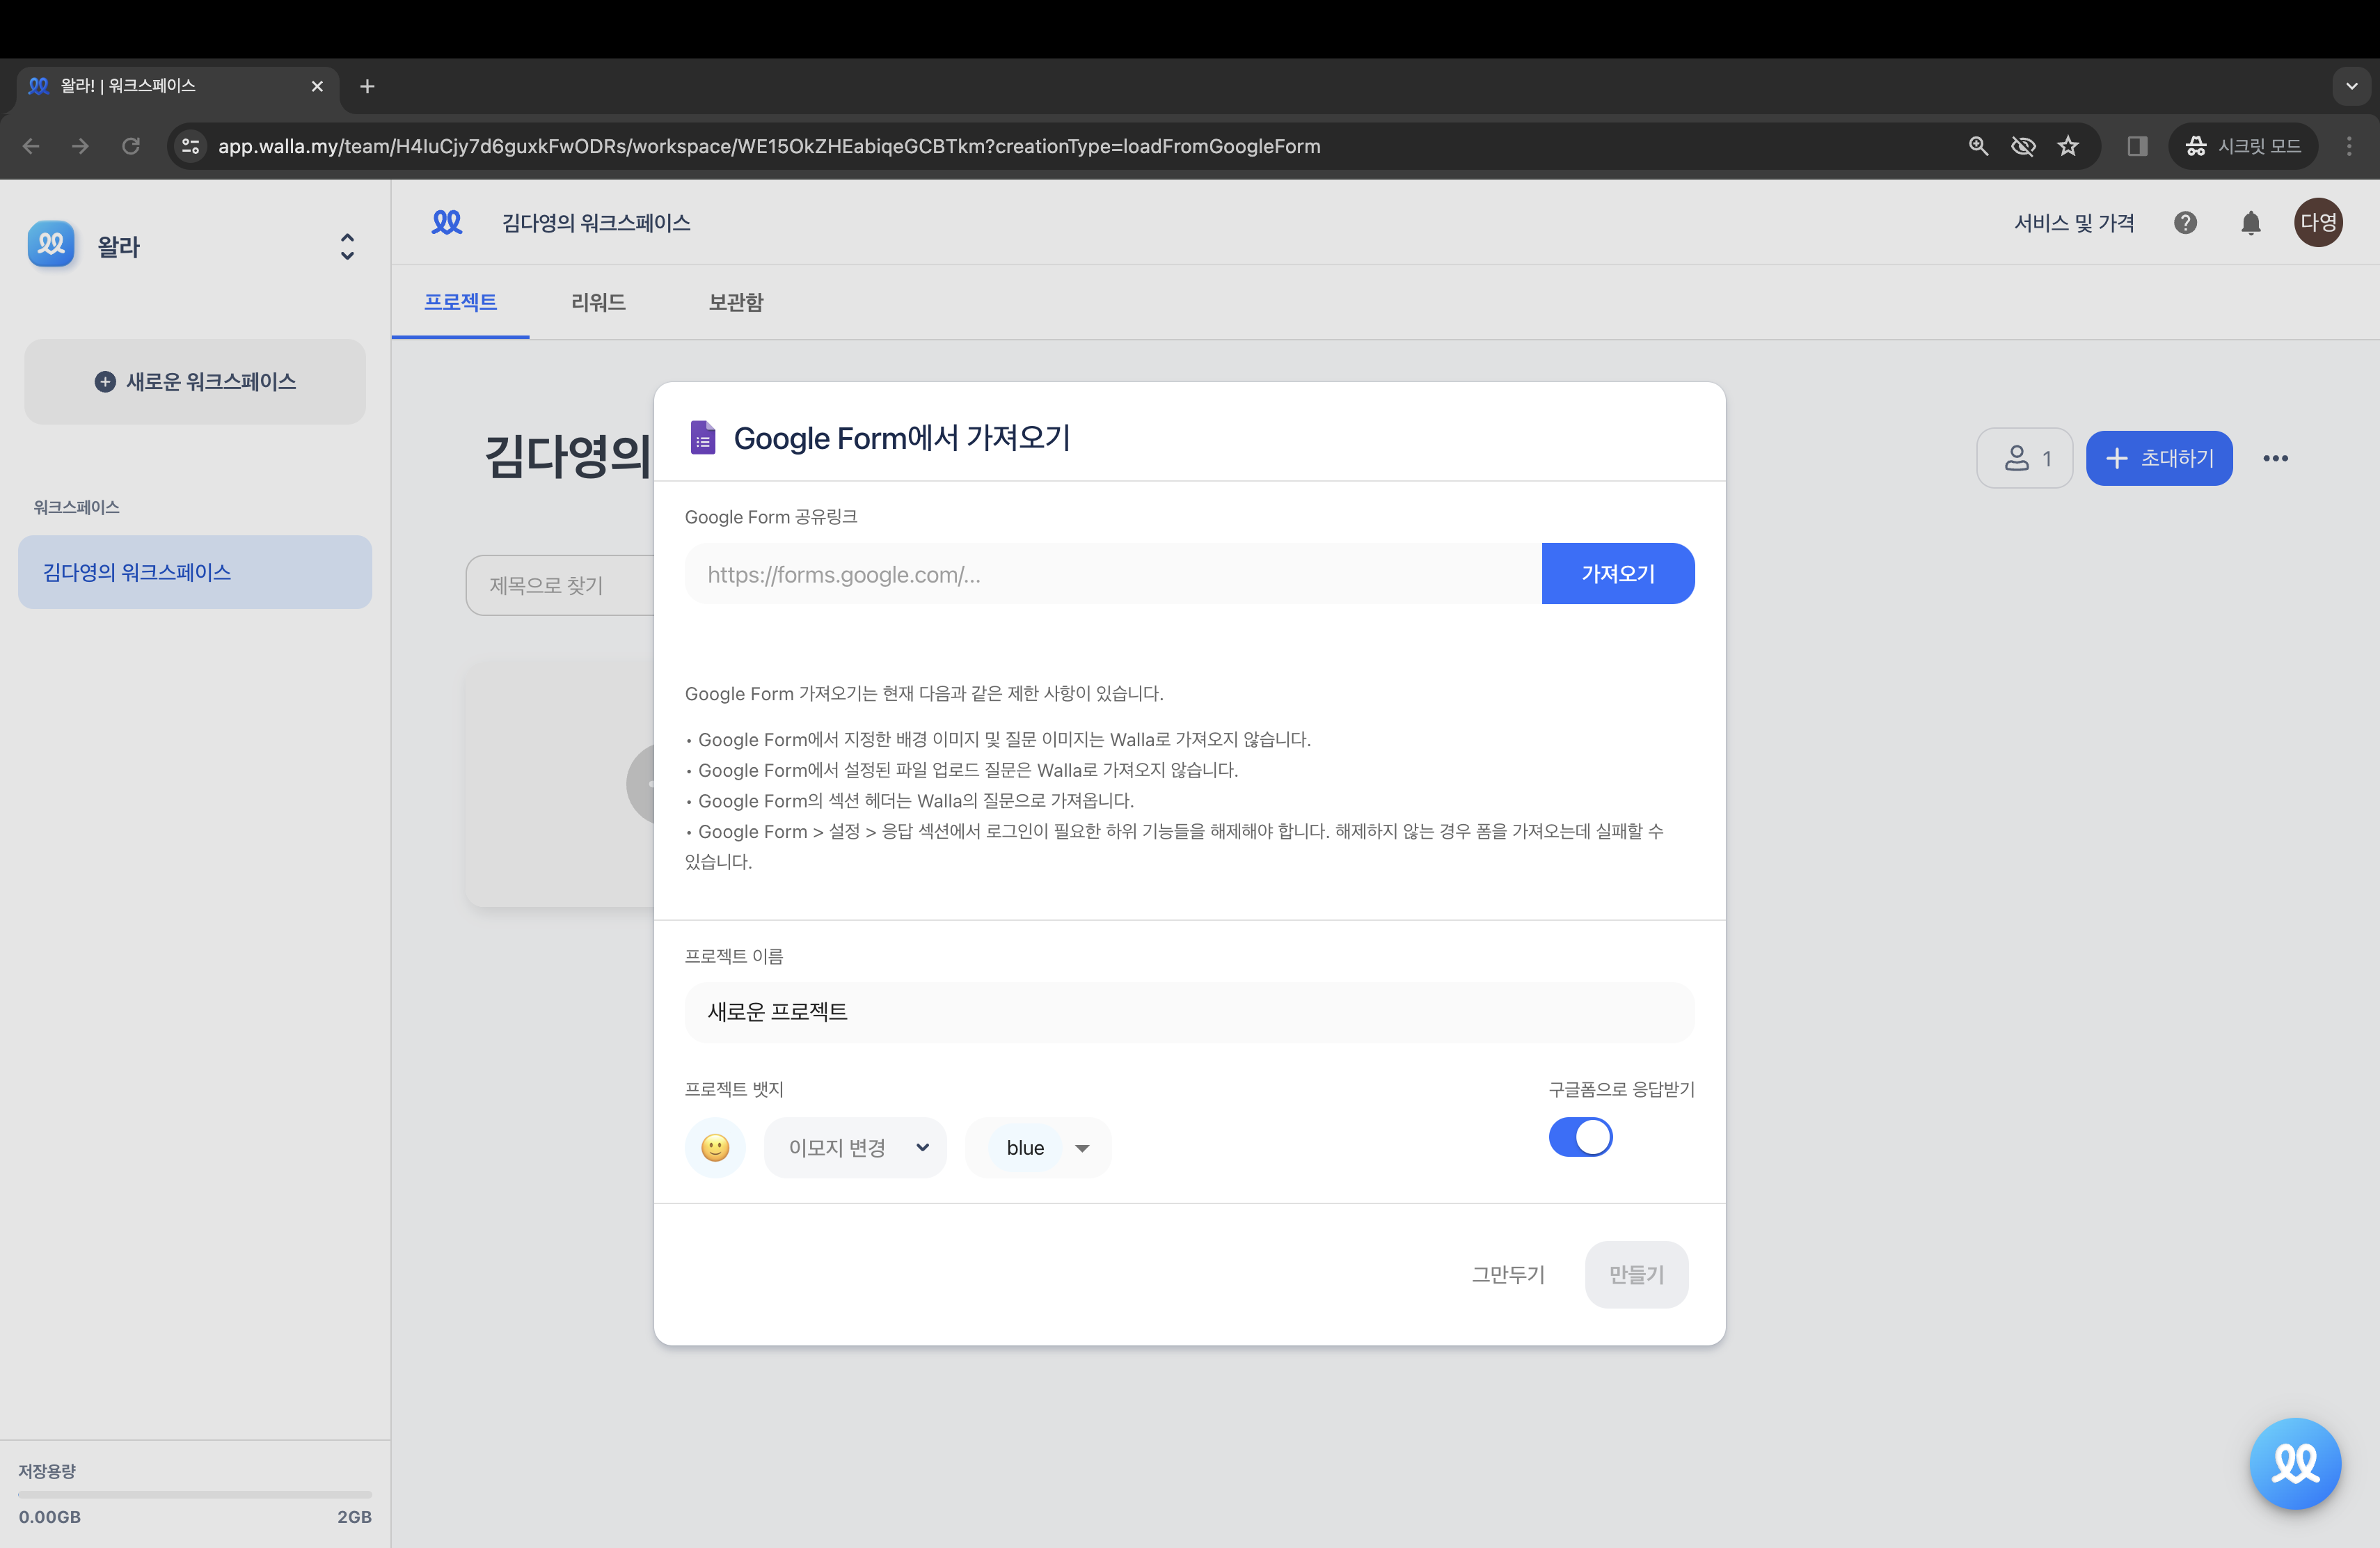 왈라! | 워크스페이스
app.walla.my/team/H4IuCjy7d6guxkFwODRs/workspace/WE15OkZHEabiqeGCBTkm?creationType=loadFromGoogleForm
시크릿 모드
왈라
김다영의 워크스페이스
서비스 및 가격
다영
프로젝트
리워드
보관함
새로운 워크스페이스
워크스페이스
김다영의 워크스페이스
김다영의
1
초대하기
제목으로 찾기
Google Form에서 가져오기
Google Form 공유링크
https://forms.google.com/...
가져오기
Google Form 가져오기는 현재 다음과 같은 제한 사항이 있습니다.
• Google Form에서 지정한 배경 이미지 및 질문 이미지는 Walla로 가져오지 않습니다.
• Google Form에서 설정된 파일 업로드 질문은 Walla로 가져오지 않습니다.
• Google Form의 섹션 헤더는 Walla의 질문으로 가져옵니다.
• Google Form > 설정 > 응답 섹션에서 로그인이 필요한 하위 기능들을 해제해야 합니다. 해제하지 않는 경우 폼을 가져오는데 실패할 수
있습니다.
프로젝트 이름
새로운 프로젝트
프로젝트 뱃지
구글폼으로 응답받기
이모지 변경
blue
그만두기
만들기
저장용량
0.00GB
2GB